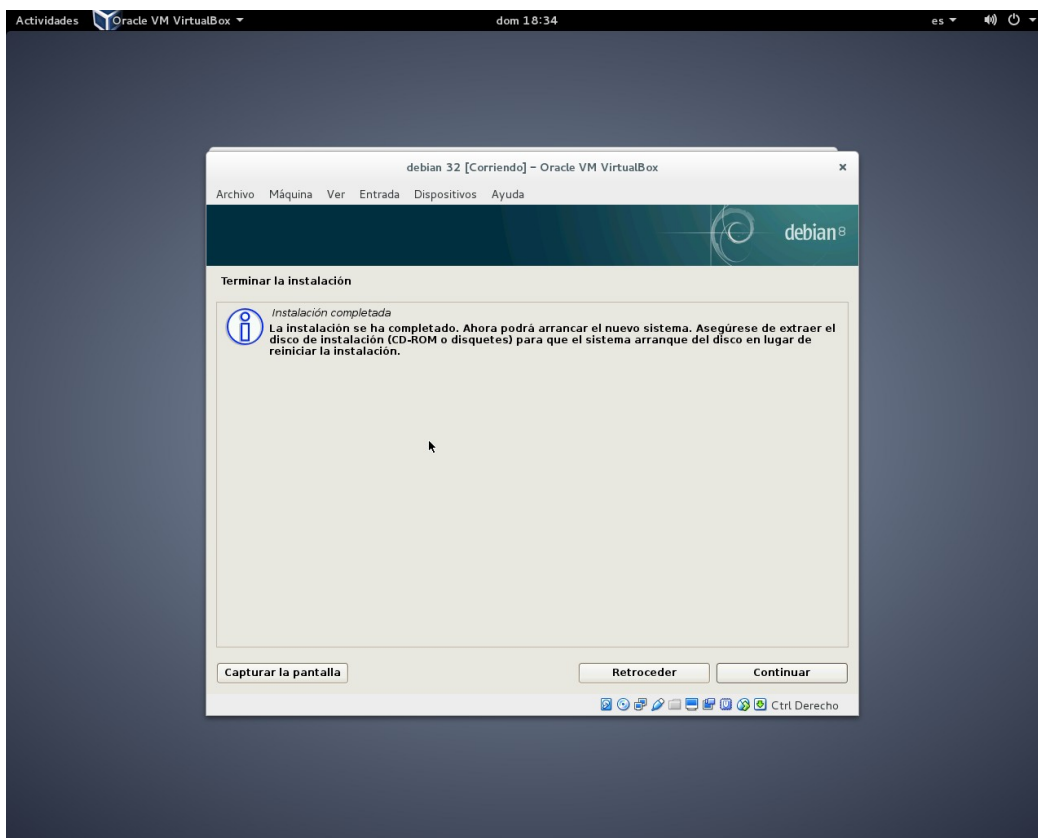 Actividades Oracle VM VirtualBox dom 18:34 es
debian 32 [Corriendo] – Oracle VM VirtualBox
Archivo Máquina Ver Entrada Dispositivos Ayuda
debian 8
Terminar la instalación
Instalación completada
La instalación se ha completado. Ahora podrá arrancar el nuevo sistema. Asegúrese de extraer el
disco de instalación (CD-ROM o disquetes) para que el sistema arranque del disco en lugar de
reiniciar la instalación.
Capturar la pantalla Retroceder Continuar
Ctrl Derecho